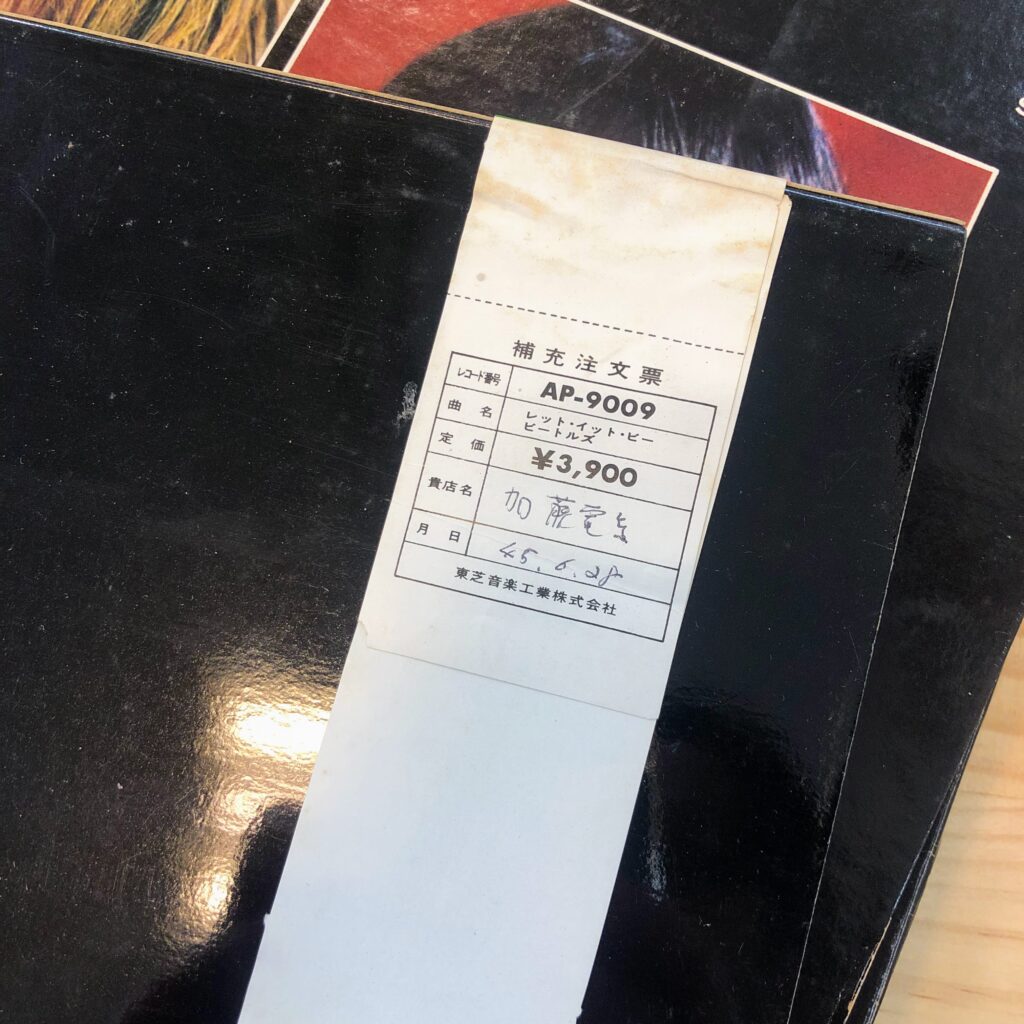 補充注文票
レコード番号 AP-9009
曲名 レット・イット・ビー
ビートルズ
定価 ¥3,900
貴店名 加藤電気
月日 45.6.28
東芝音楽工業株式会社